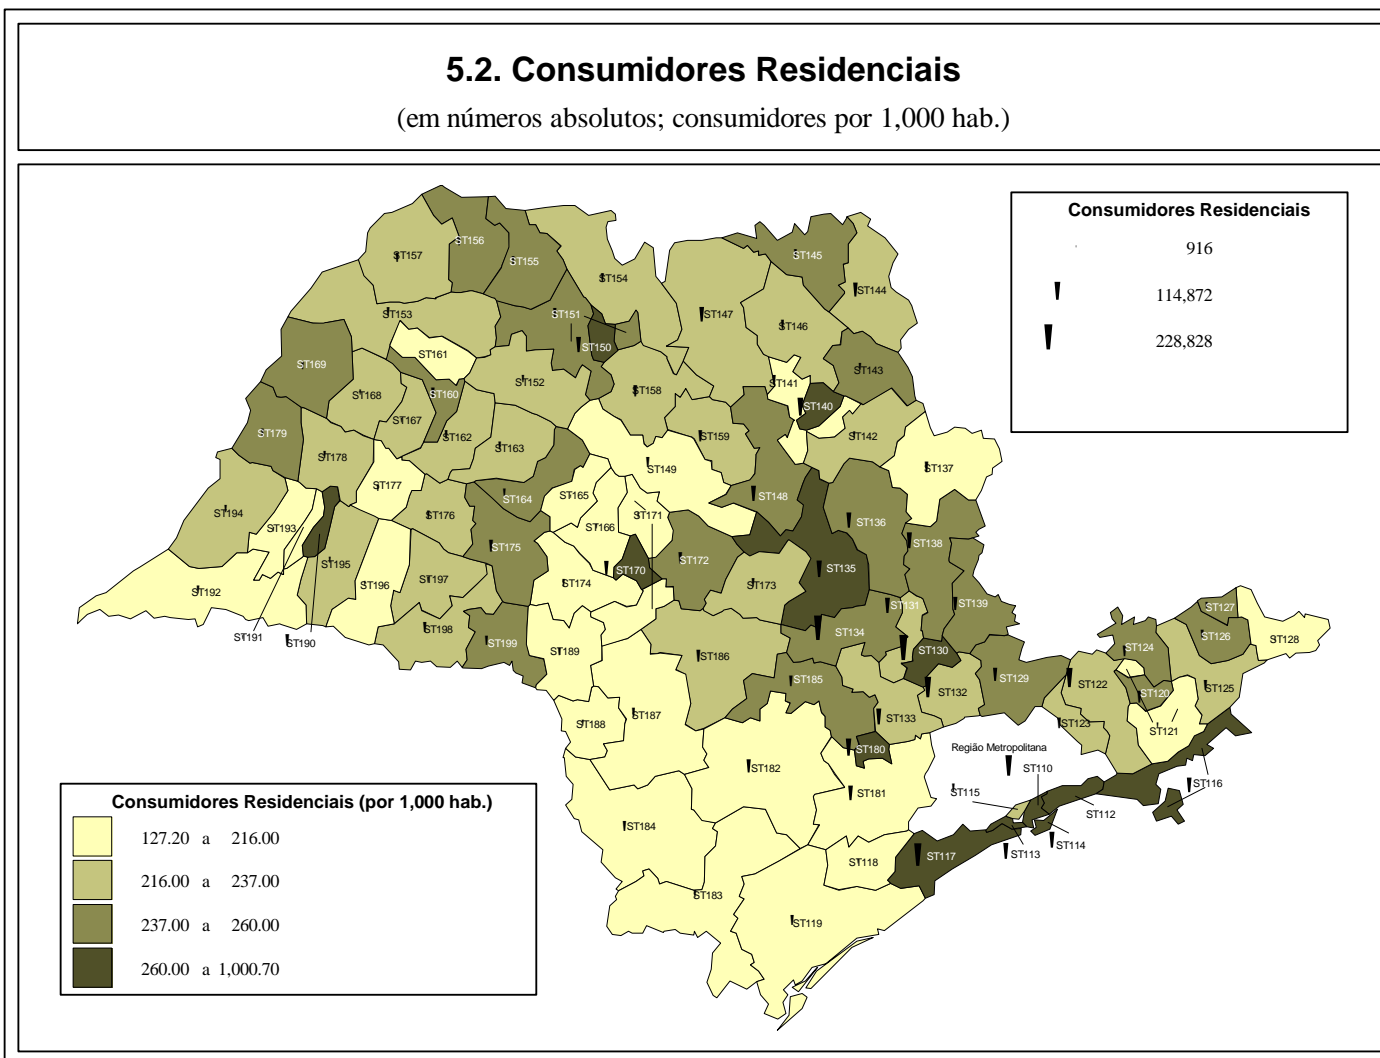 5.2. Consumidores Residenciais
(em números absolutos; consumidores por 1,000 hab.)
Consumidores Residenciais
916
114,872
228,828
ST156
ST157
ST155
ST154
ST145
ST144
ST153
ST151
ST147
ST146
ST150
ST161
ST169
ST143
ST152
ST141
ST168
ST160
ST158
ST140
ST167
ST179
ST162
ST159
ST142
ST163
ST178
ST149
ST137
ST177
ST164
ST165
ST148
ST194
ST176
ST171
ST193
ST166
ST136
ST175
ST138
ST195
ST172
ST170
ST135
ST197
ST196
ST174
ST173
ST192
ST131
ST139
ST127
ST198
ST134
ST126
ST128
ST191
ST190
ST199
ST189
ST186
ST130
ST124
ST185
ST129
ST122
ST132
ST120
ST125
ST187
ST188
ST133
ST123
ST121
Região Metropolitana
ST180
ST182
ST110
ST181
ST115
ST116
ST112
ST184
ST114
ST113
ST117
ST118
ST183
ST119
Consumidores Residenciais (por 1,000 hab.)
127.20 a 216.00
216.00 a 237.00
237.00 a 260.00
260.00 a 1,000.70